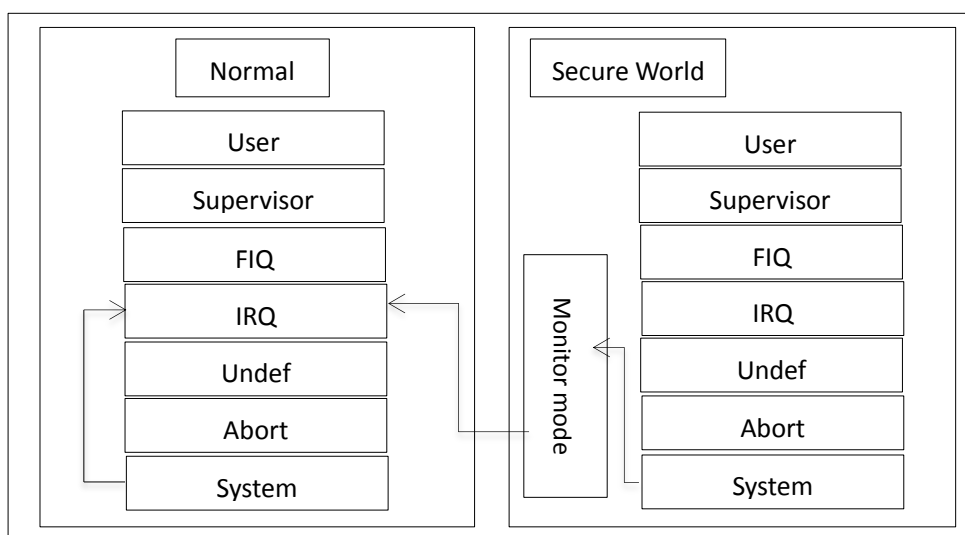 Normal
User
Supervisor
FIQ
IRQ
Undef
Abort
System
Secure World
Monitor mode
User
Supervisor
FIQ
IRQ
Undef
Abort
System